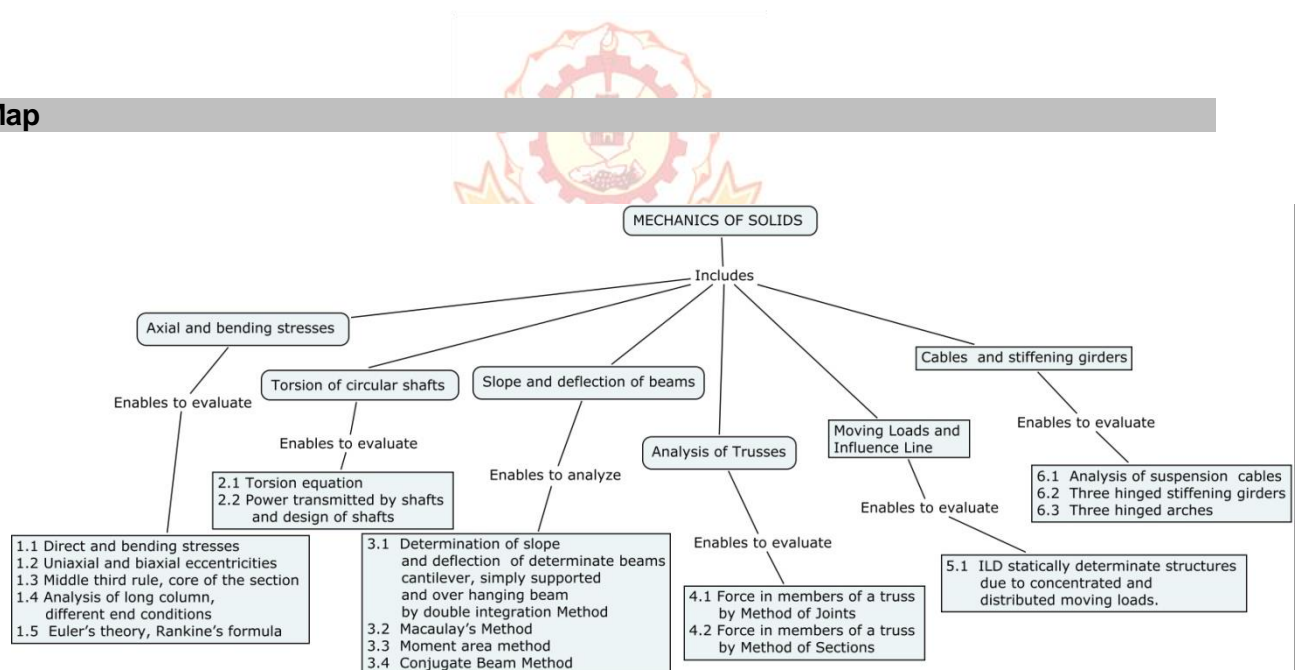 Map
MECHANICS OF SOLIDS
Includes
Axial and bending stresses
Enables to evaluate
1.1 Direct and bending stresses
1.2 Uniaxial and biaxial eccentricities
1.3 Middle third rule, core of the section
1.4 Analysis of long column,
different end conditions
1.5 Euler's theory, Rankine's formula
Torsion of circular shafts
Enables to evaluate
2.1 Torsion equation
2.2 Power transmitted by shafts
and design of shafts
Slope and deflection of beams
Enables to analyze
3.1 Determination of slope
and deflection of determinate beams
cantilever, simply supported
and over hanging beam
by double integration Method
3.2 Macaulay's Method
3.3 Moment area method
3.4 Conjugate Beam Method
Analysis of Trusses
Enables to evaluate
4.1 Force in members of a truss
by Method of Joints
4.2 Force in members of a truss
by Method of Sections
Moving Loads and
Influence Line
Enables to evaluate
5.1 ILD statically determinate structures
due to concentrated and
distributed moving loads.
Cables and stiffening girders
Enables to evaluate
6.1 Analysis of suspension cables
6.2 Three hinged stiffening girders
6.3 Three hinged arches